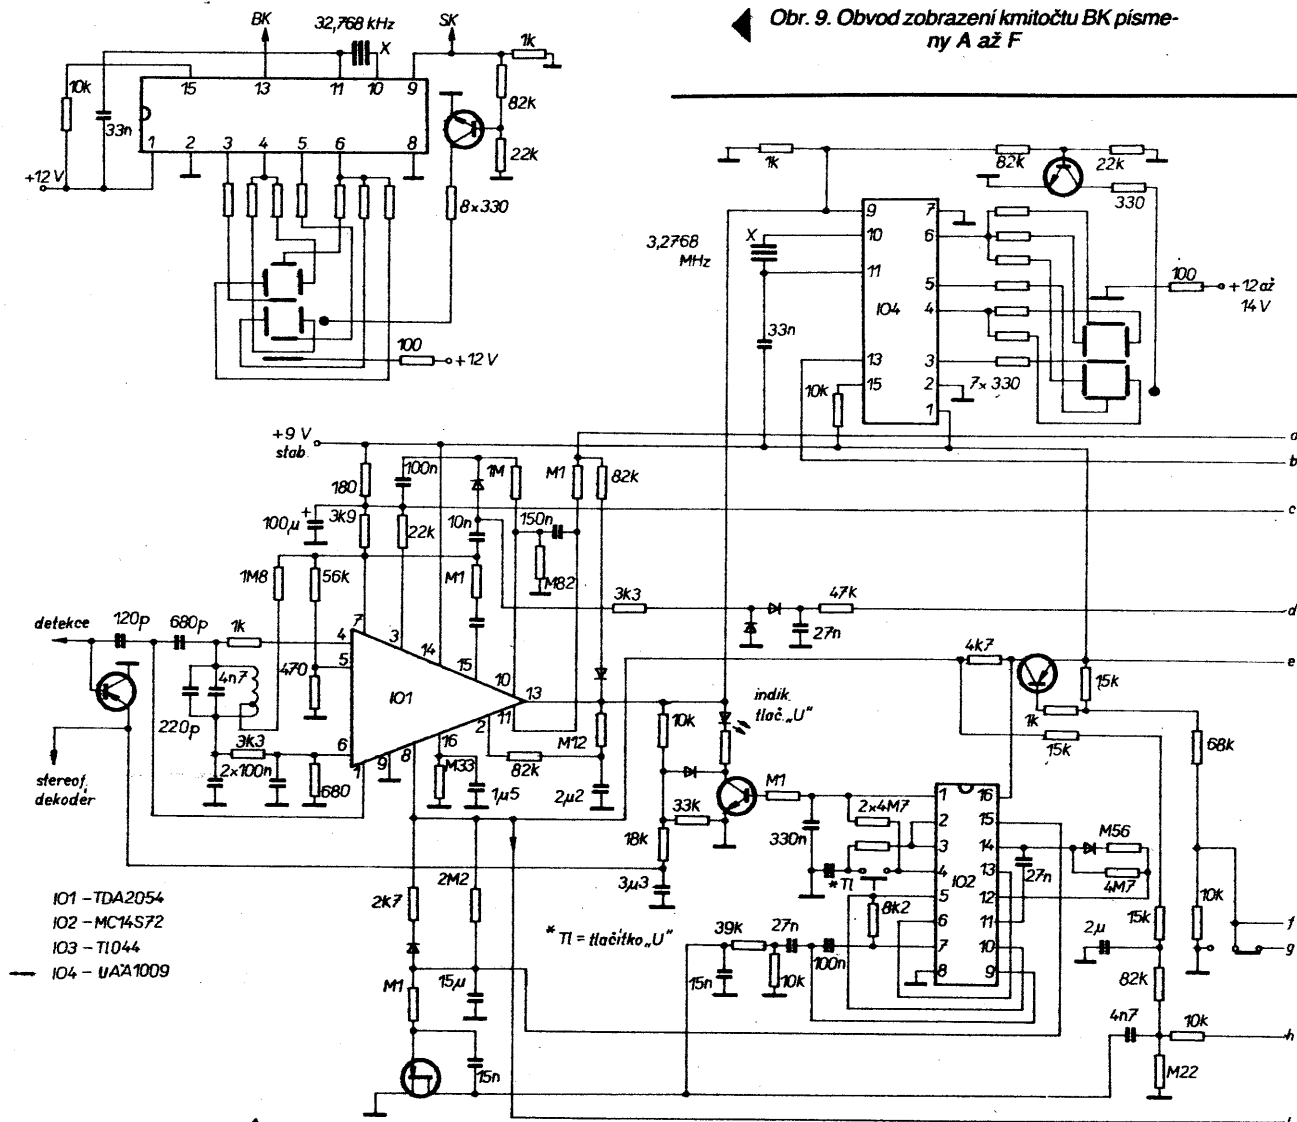 Obr. 9. Obvod zobrazení kmitočtu BK písme-
ny A až F
BK
32,768 kHz
SK
X
1k
10k
15
13
11
10
9
33n
82k
22k
1
2
3
4
5
6
8
+12 V
8×330
100
+12 V
1k
82k
22k
330
3,2768
MHz
X
9
10
11
13
15
IO4
7
6
5
4
3
2
1
33n
10k
7×330
100
+12 až
14 V
+9 V
stab.
180
100n
1M
M1
82k
a
b
c
100µ
+
3k9
22k
10n
150n
1M8
56k
M1
M82
3k3
47k
27n
d
detekce
120p
680p
1k
4
7
3
14
15
5
470
4n7
220p
IO1
10
13
11
2
16
8
9
6
1
3k3
2×100n
680
M33
1µ5
82k
M12
2µ2
stereof.
dekodér
10k
indik.
tlač. „U"
4k7
e
1k
15k
15k
68k
M1
33k
18k
330n
2×4M7
* Tl
3µ3
1
2
3
4
5
6
7
8
IO2
16
15
14
13
12
11
10
9
27n
M56
4M7
8k2
2k7
2M2
* Tl = tlačítko „U"
39k
27n
100n
15n
10k
15k
10k
2µ
82k
f
g
M1
15µ
15n
4n7
10k
h
M22
IO1 – TDA2054
IO2 – MC14572
IO3 – Tl044
IO4 – UAA1009